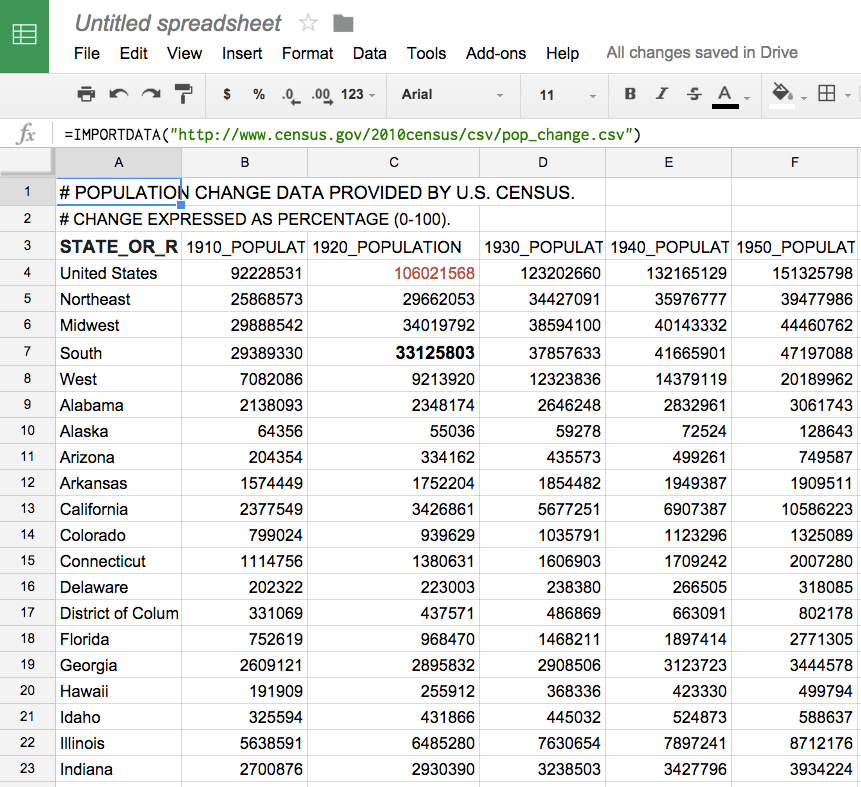 Untitled spreadsheet
File Edit View Insert Format Data Tools Add-ons Help All changes saved in Drive
$ % .0 .00 123 Arial 11 B I S A
fx =IMPORTDATA("http://www.census.gov/2010census/csv/pop_change.csv")
A B C D E F
1 # POPULATION CHANGE DATA PROVIDED BY U.S. CENSUS.
2 # CHANGE EXPRESSED AS PERCENTAGE (0-100).
3 STATE_OR_R 1910_POPULAT 1920_POPULATION 1930_POPULAT 1940_POPULAT 1950_POPULAT
4 United States 92228531 106021568 123202660 132165129 151325798
5 Northeast 25868573 29662053 34427091 35976777 39477986
6 Midwest 29888542 34019792 38594100 40143332 44460762
7 South 29389330 33125803 37857633 41665901 47197088
8 West 7082086 9213920 12323836 14379119 20189962
9 Alabama 2138093 2348174 2646248 2832961 3061743
10 Alaska 64356 55036 59278 72524 128643
11 Arizona 204354 334162 435573 499261 749587
12 Arkansas 1574449 1752204 1854482 1949387 1909511
13 California 2377549 3426861 5677251 6907387 10586223
14 Colorado 799024 939629 1035791 1123296 1325089
15 Connecticut 1114756 1380631 1606903 1709242 2007280
16 Delaware 202322 223003 238380 266505 318085
17 District of Colum 331069 437571 486869 663091 802178
18 Florida 752619 968470 1468211 1897414 2771305
19 Georgia 2609121 2895832 2908506 3123723 3444578
20 Hawaii 191909 255912 368336 423330 499794
21 Idaho 325594 431866 445032 524873 588637
22 Illinois 5638591 6485280 7630654 7897241 8712176
23 Indiana 2700876 2930390 3238503 3427796 3934224